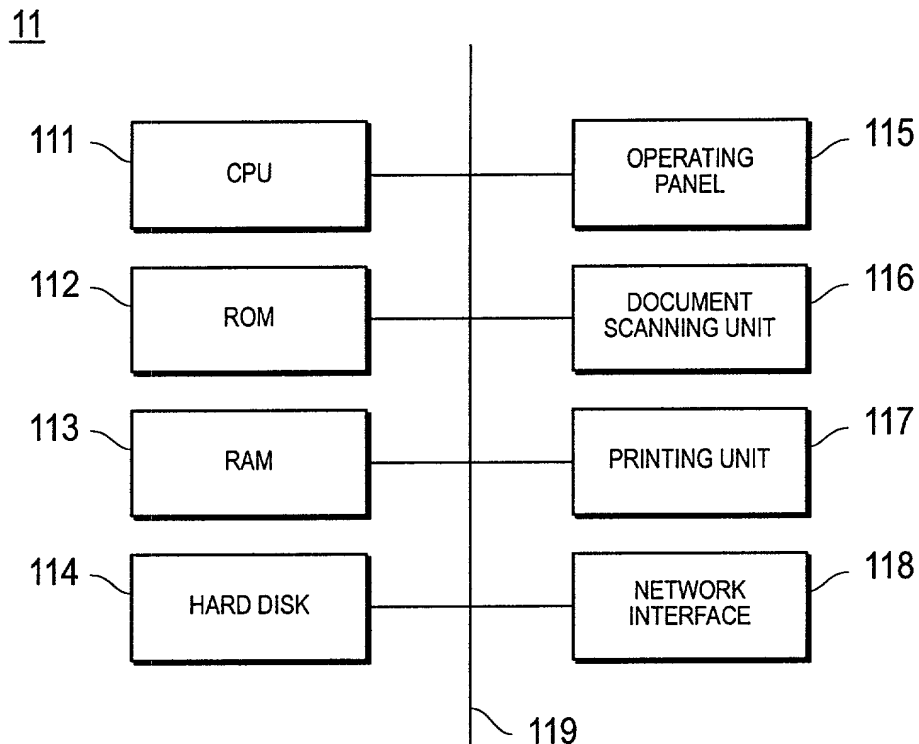 11
111
CPU
115
OPERATING
PANEL
112
ROM
116
DOCUMENT
SCANNING UNIT
113
RAM
117
PRINTING UNIT
114
HARD DISK
118
NETWORK
INTERFACE
119